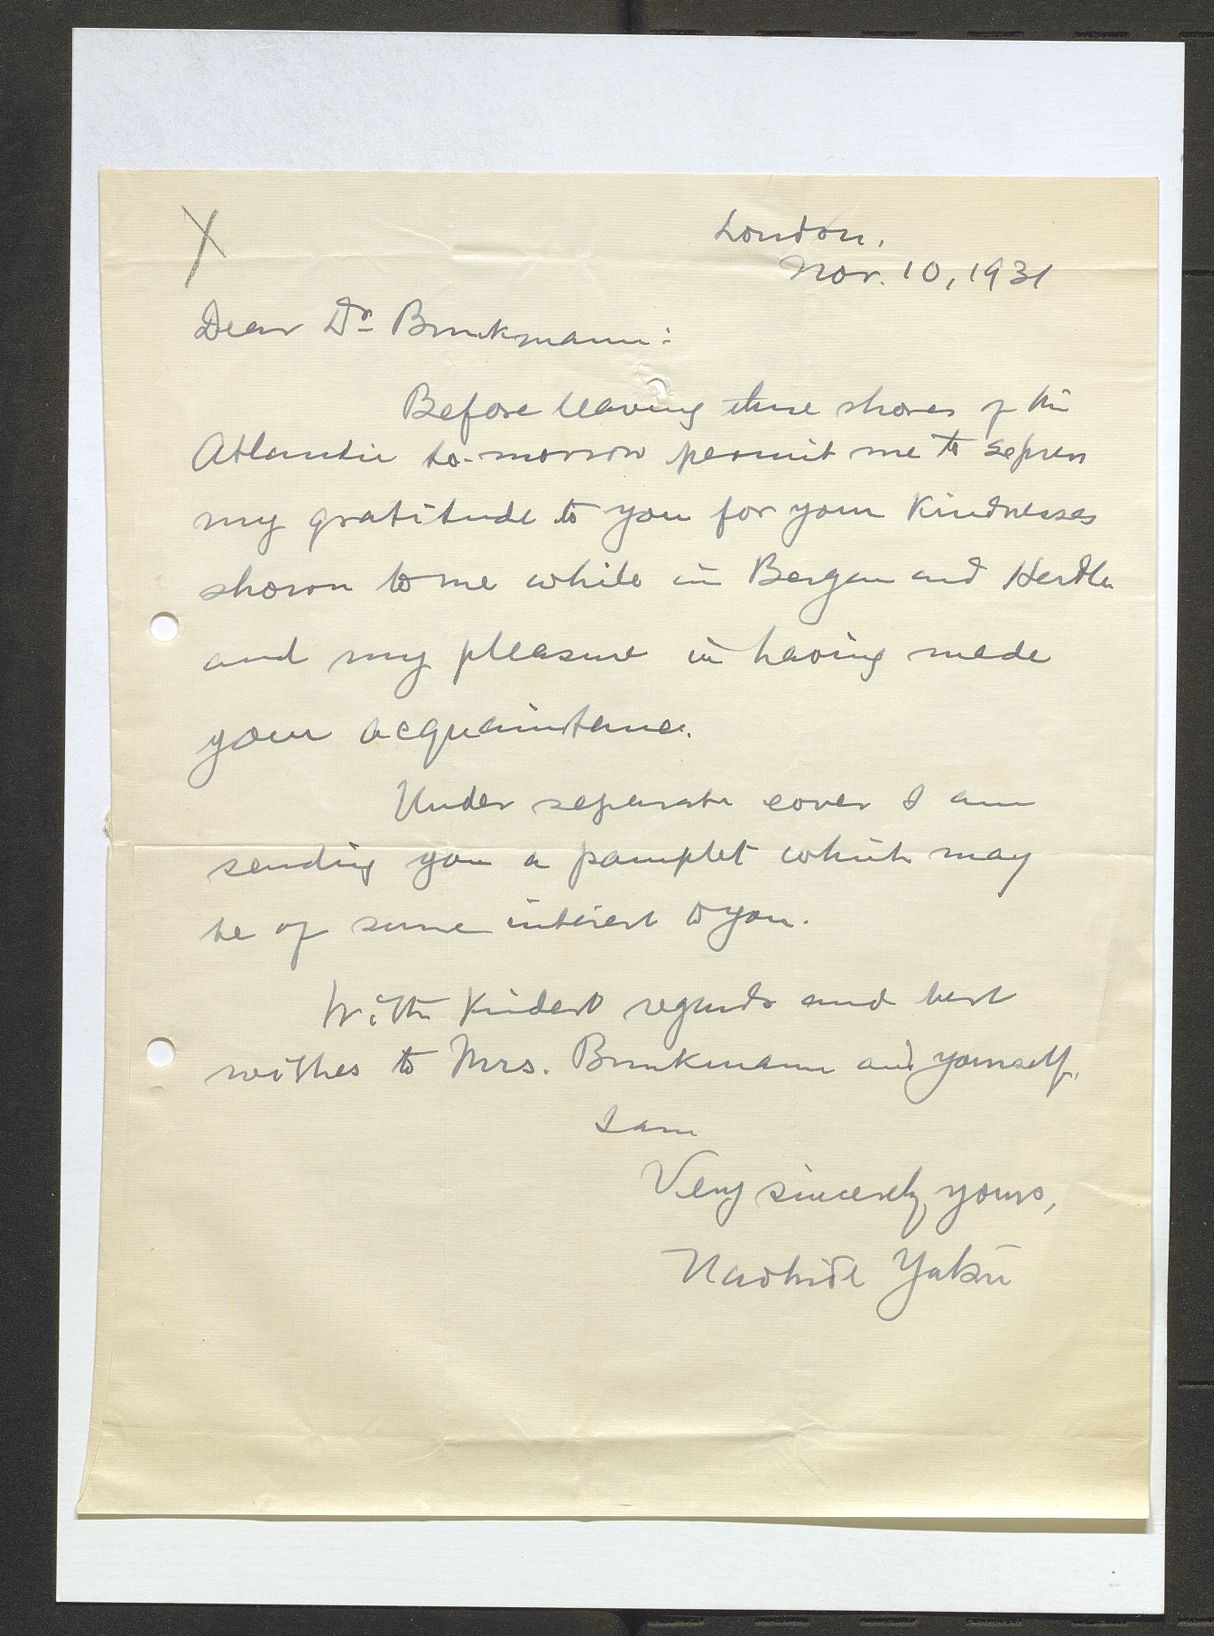 X
London.
Nov. 10, 1931
Dear Dr Brinkmann:
Before leaving these shores of the
Atlantic to-morrow permit me to express
my gratitude to you for your kindnesses
shown to me while in Bergen and Herdla
and my pleasure in having made
your acquaintance.
Under separate cover I am
sending you a pamplet which may
be of some interest to you.
With kindest regards and best
wishes to Mrs. Brinkmann and yourself,
I am
Very sincerely yours,
Naohide Yatsu